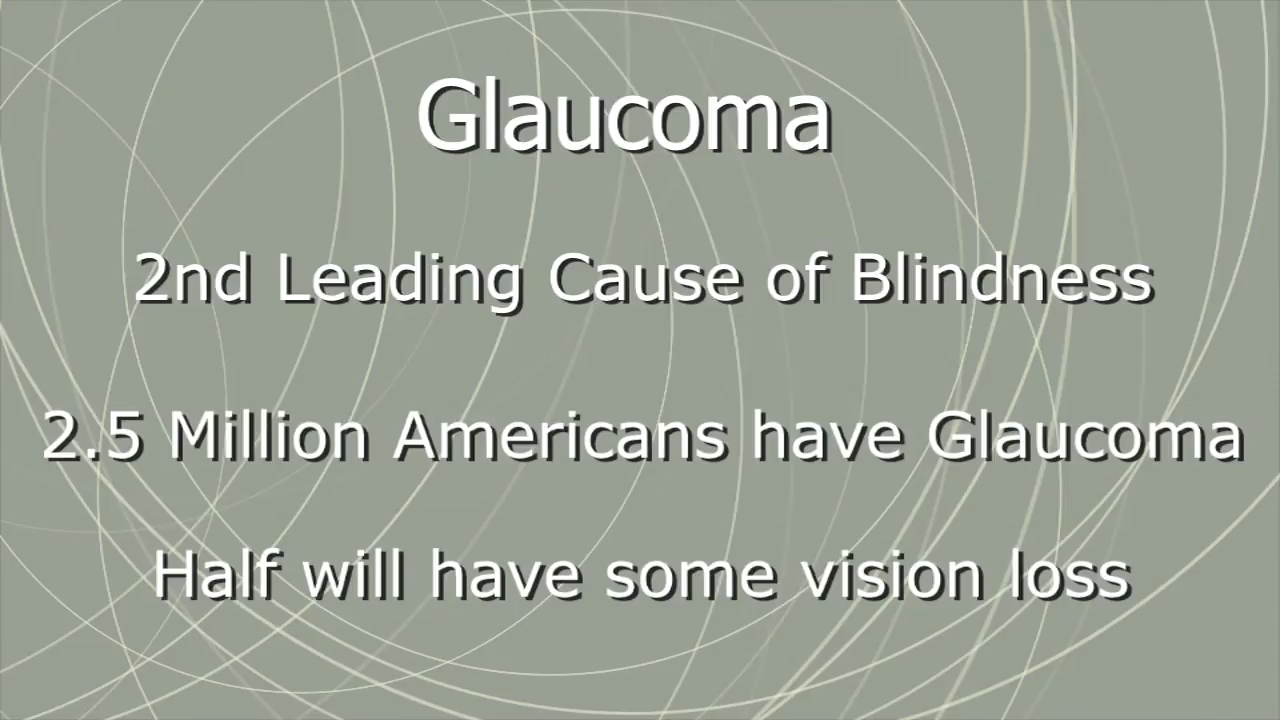 Glaucoma
2nd Leading Cause of Blindness
2.5 Million Americans have Glaucoma
Half will have some vision loss